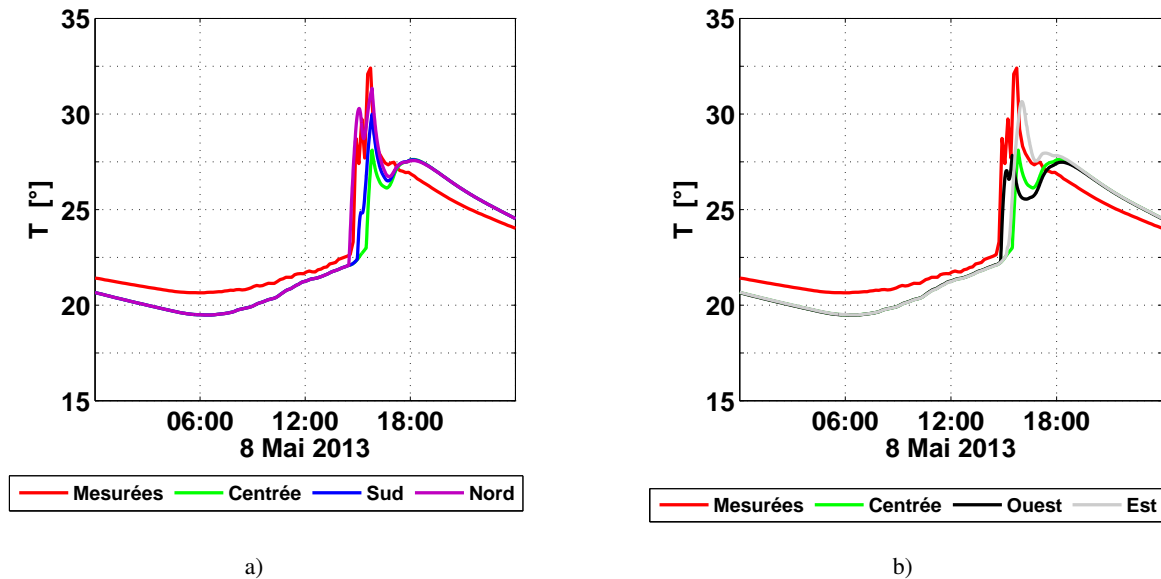 35
30
25
20
15
T [°]
06:00 12:00 18:00
8 Mai 2013
Mesurées Centrée Sud Nord
a)
35
30
25
20
15
T [°]
06:00 12:00 18:00
8 Mai 2013
Mesurées Centrée Ouest Est
b)